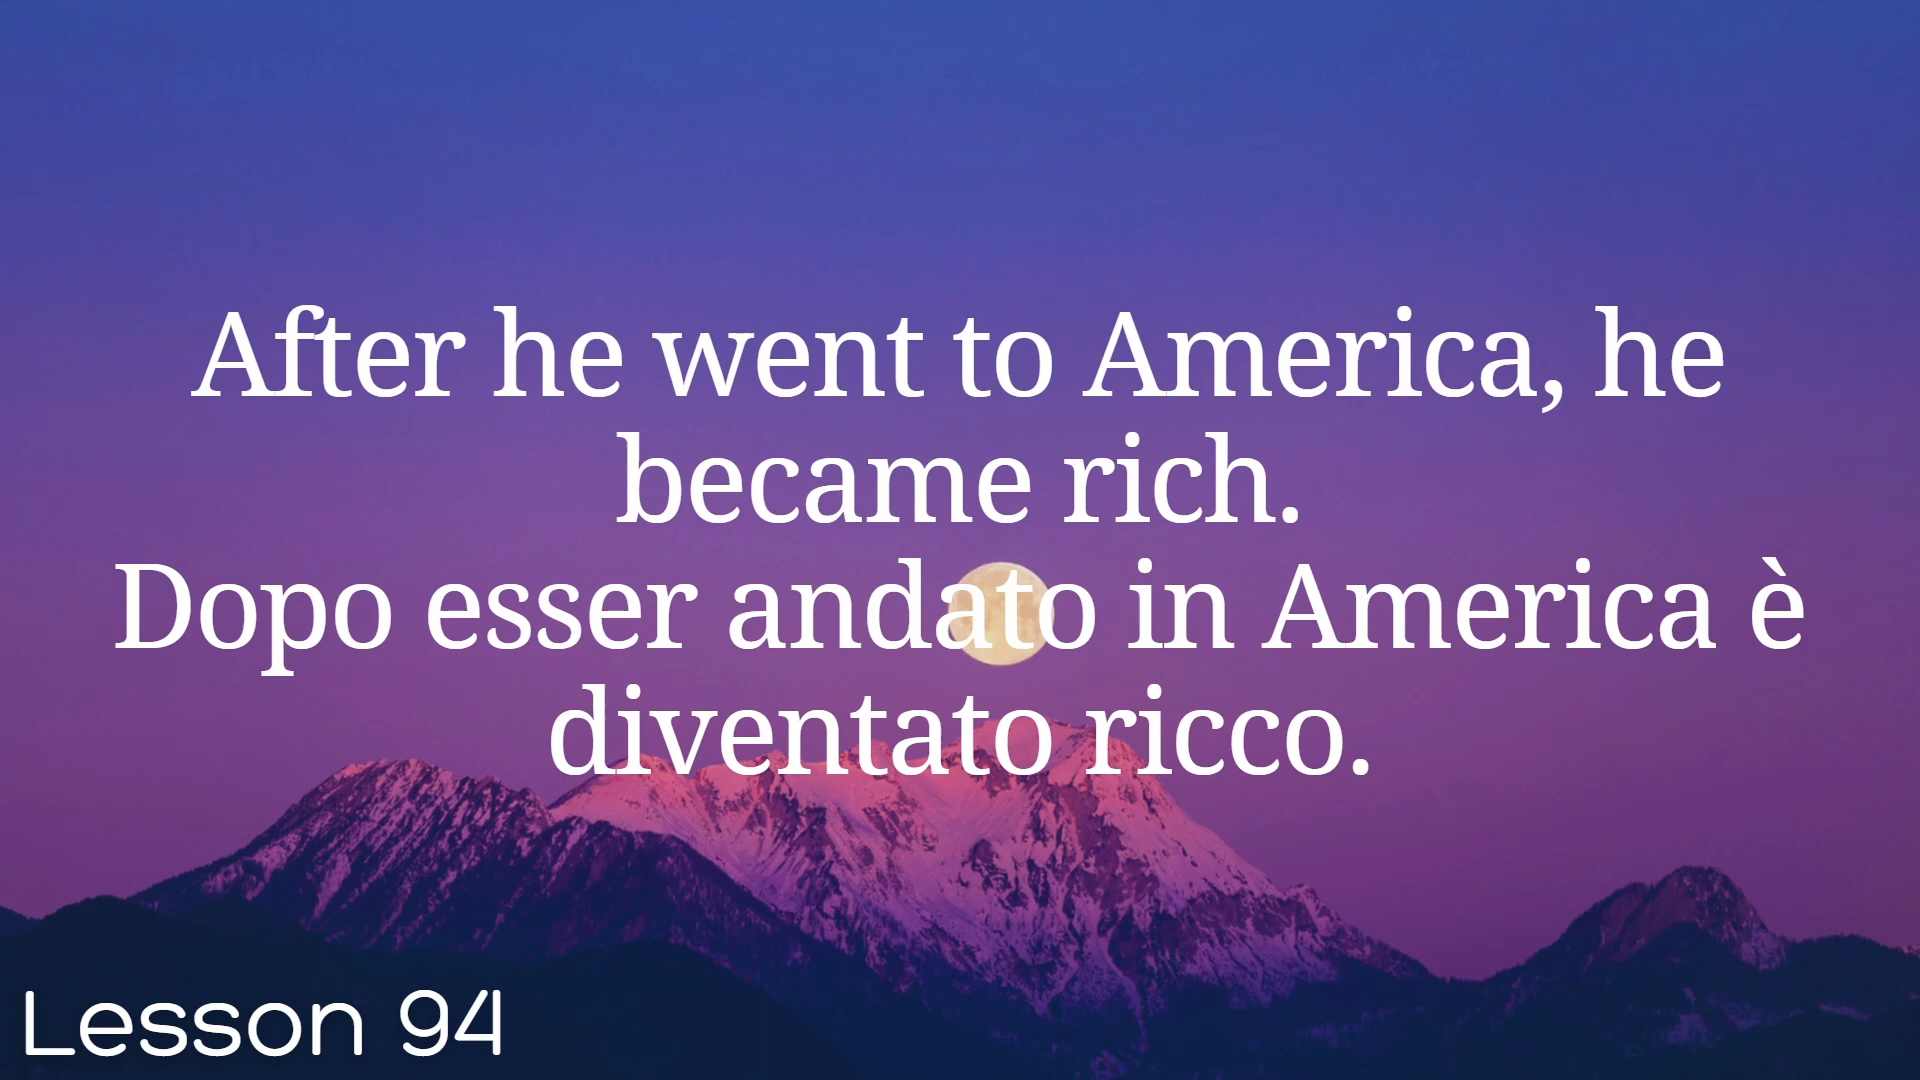 After he went to America, he
became rich.
Dopo esser andato in America è
diventato ricco.
Lesson 94